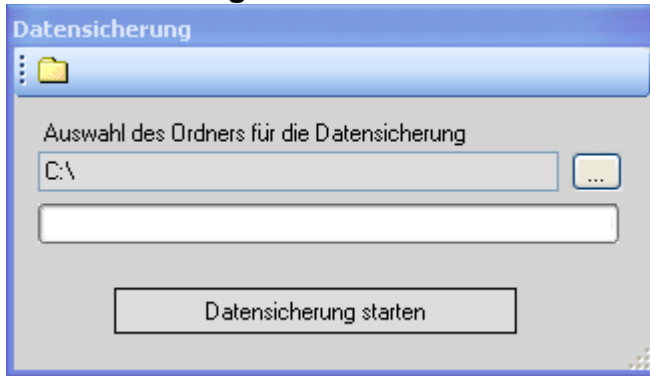 Datensicherung
Auswahl des Ordners für die Datensicherung
C:\
...
Datensicherung starten